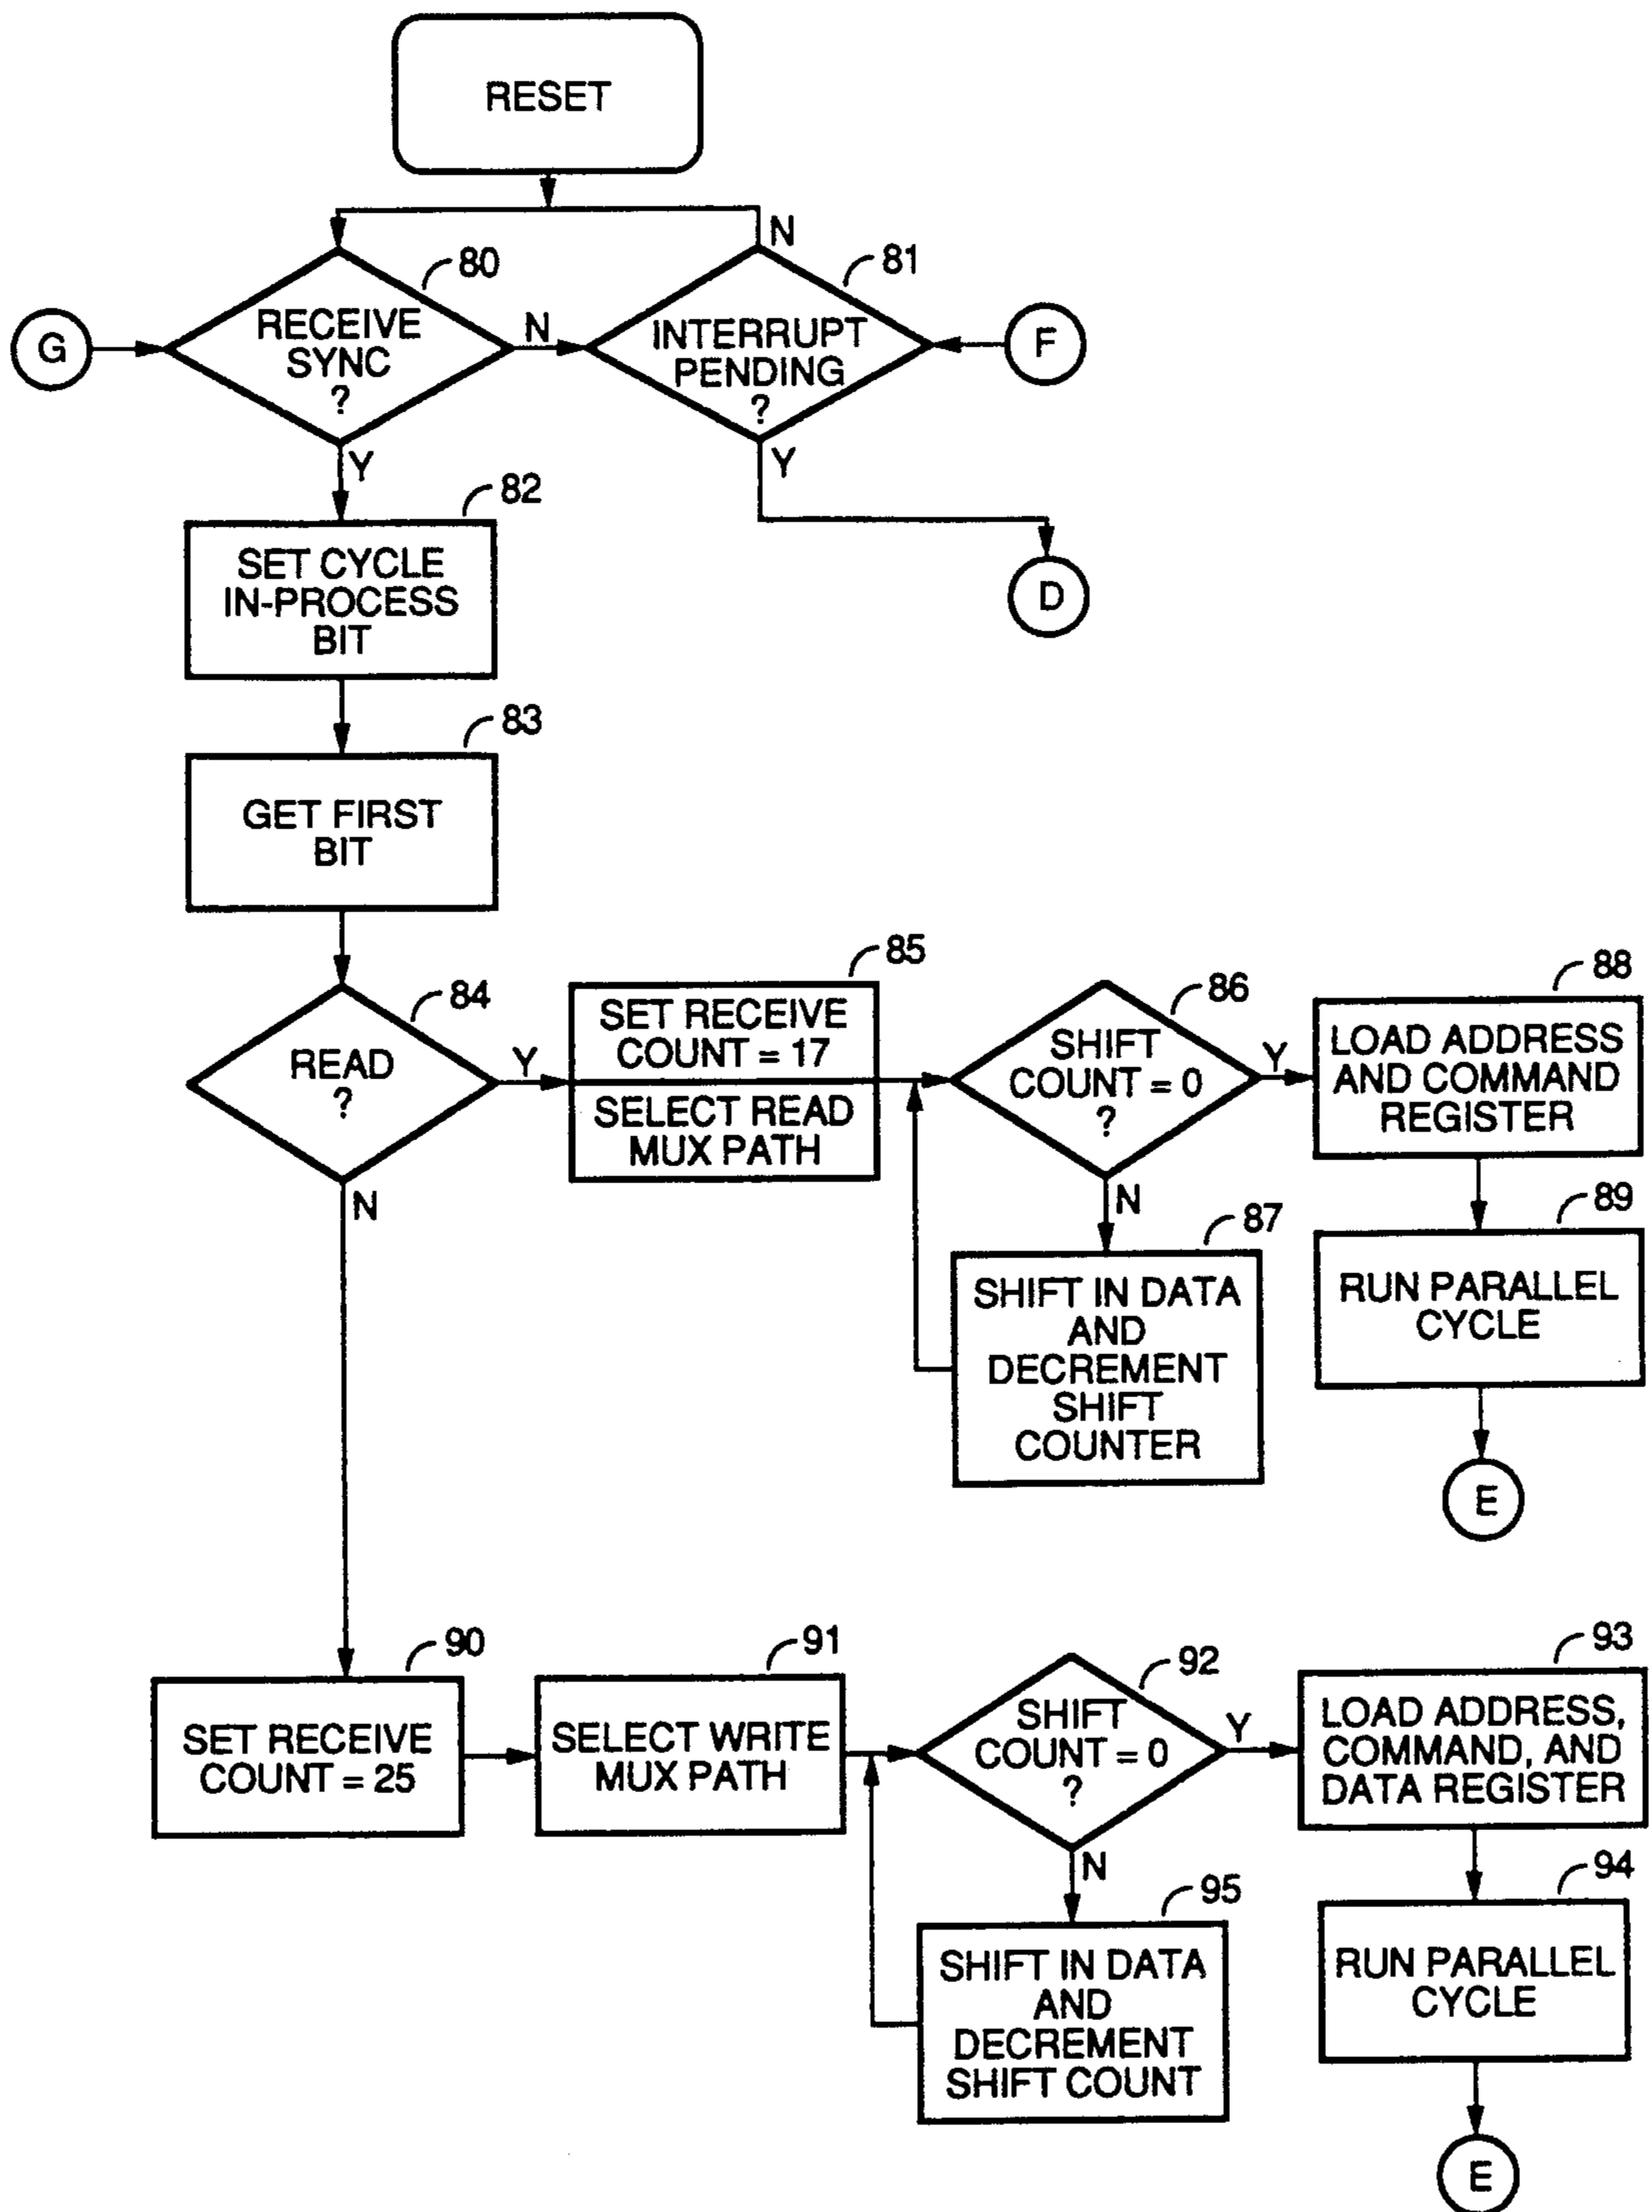 RESET
N
80
81
RECEIVE
SYNC
?
G
N
INTERRUPT
PENDING
?
F
Y
Y
82
SET CYCLE
IN-PROCESS
BIT
D
83
GET FIRST
BIT
84
READ
?
Y
N
85
SET RECEIVE
COUNT = 17
SELECT READ
MUX PATH
86
SHIFT
COUNT = 0
?
Y
N
88
LOAD ADDRESS
AND COMMAND
REGISTER
87
SHIFT IN DATA
AND
DECREMENT
SHIFT
COUNTER
89
RUN PARALLEL
CYCLE
E
90
SET RECEIVE
COUNT = 25
91
SELECT WRITE
MUX PATH
92
SHIFT
COUNT = 0
?
Y
N
93
LOAD ADDRESS,
COMMAND, AND
DATA REGISTER
95
SHIFT IN DATA
AND
DECREMENT
SHIFT COUNT
94
RUN PARALLEL
CYCLE
E